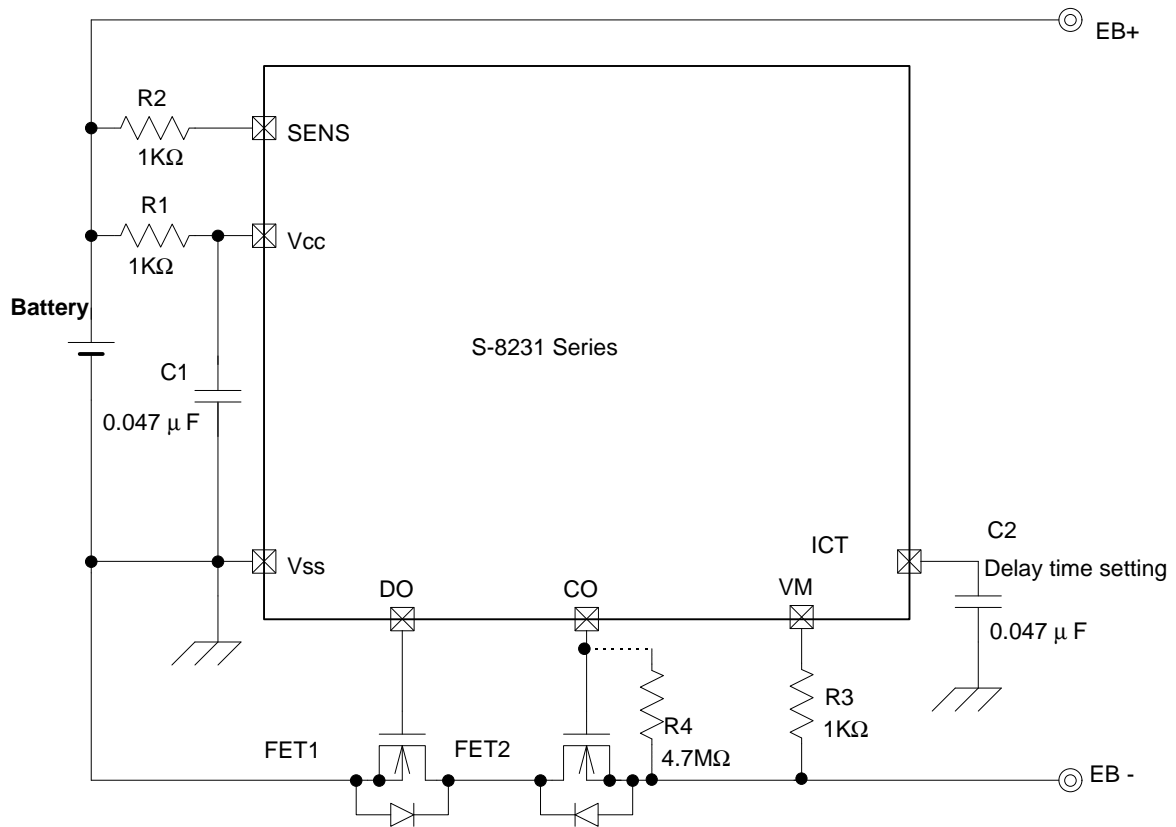 EB+
R2
SENS
1KΩ
R1
Vcc
1KΩ
Battery
S-8231 Series
C1
0.047 μ F
Vss
ICT
C2
Delay time setting
DO
CO
VM
0.047 μ F
R3
1KΩ
R4
4.7MΩ
FET1
FET2
EB -